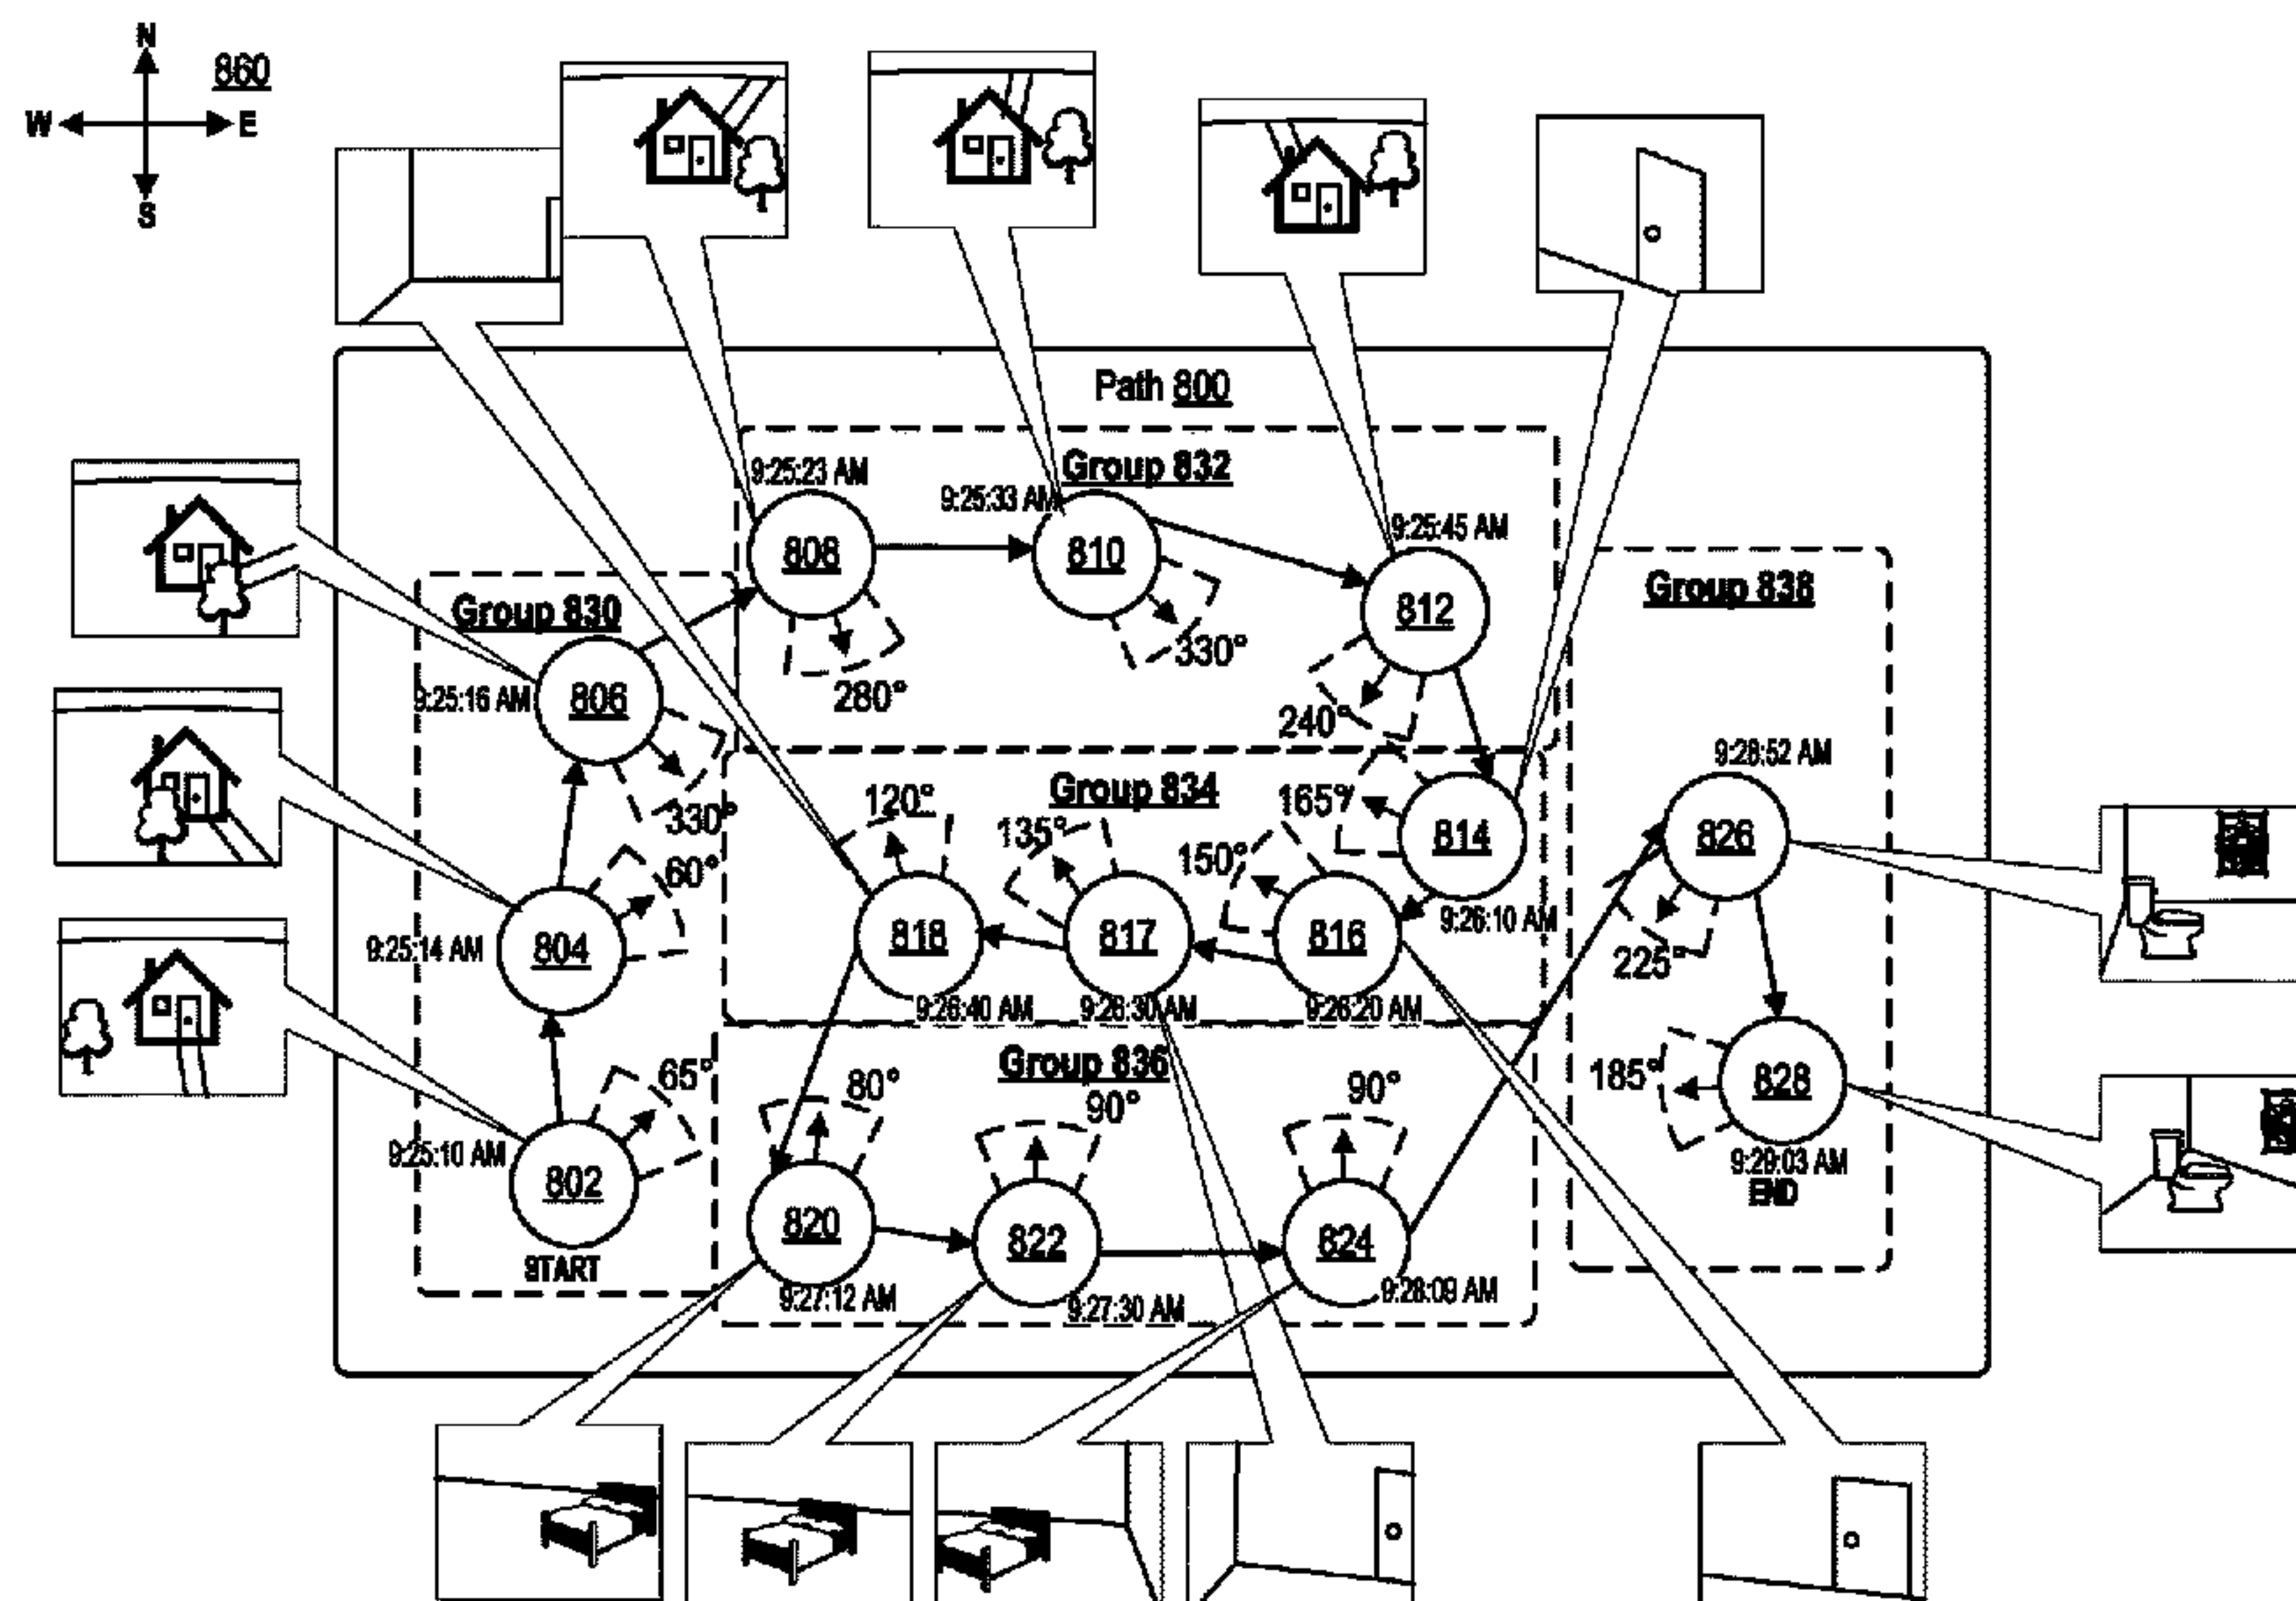 N
860
W
E
S
Path 800
Group 832
9:25:23 AM
9:25:33 AM
9:25:45 AM
808
810
812
280°
330°
240°
Group 830
806
9:25:16 AM
330°
60°
804
9:25:14 AM
65°
802
9:25:10 AM
START
Group 834
120°
135°
150°
165°
814
9:26:10 AM
818
817
816
9:26:40 AM
9:26:30 AM
9:26:20 AM
Group 836
80°
90°
90°
820
822
824
9:27:12 AM
9:27:30 AM
9:28:09 AM
Group 838
9:28:52 AM
826
225°
185°
828
9:29:03 AM
END